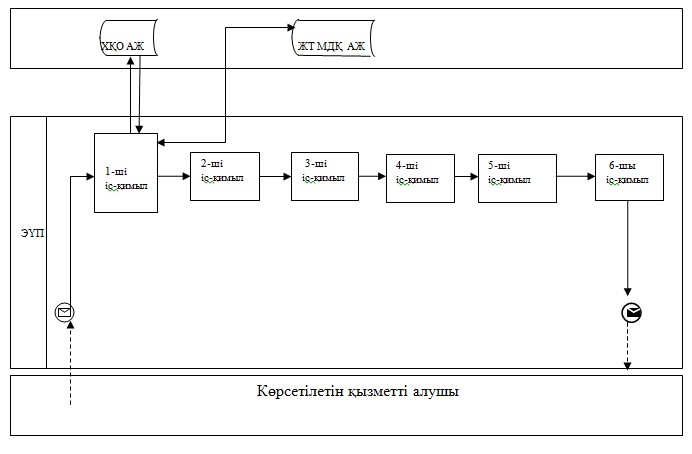 ХҚО АЖ
ЖТ МДҚ АЖ
1-ші
іс-қимыл
2-ші
іс-қимыл
3-ші
іс-қимыл
4-ші
іс-қимыл
5-ші
іс-қимыл
6-шы
іс-қимыл
ЭҮП
Көрсетілетін қызметті алушы